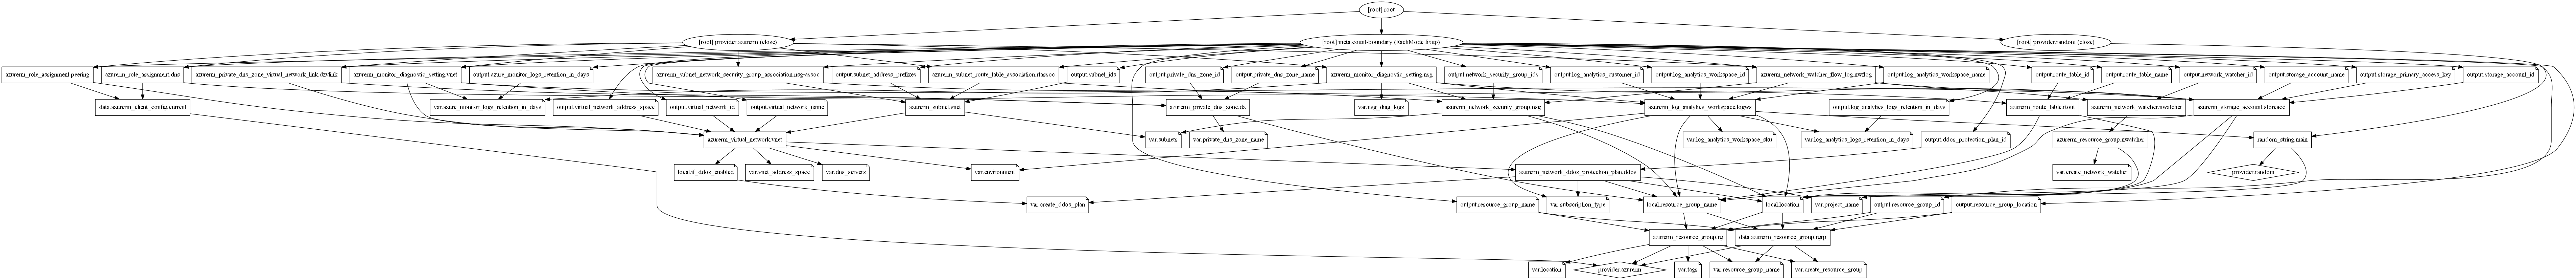 [root] root
[root] provider.azurerm (close)
[root] meta.count-boundary (EachMode fixup)
[root] provider.random (close)
azurerm_role_assignment.peering
azurerm_role_assignment.dns
azurerm_private_dns_zone_virtual_network_link.dzvlink
azurerm_monitor_diagnostic_setting.vnet
output.azure_monitor_logs_retention_in_days
azurerm_subnet_network_security_group_association.nsg-assoc
output.subnet_address_prefixes
azurerm_subnet_route_table_association.rtassoc
output.subnet_ids
output.private_dns_zone_id
output.private_dns_zone_name
azurerm_monitor_diagnostic_setting.nsg
output.network_security_group_ids
output.log_analytics_customer_id
output.log_analytics_workspace_id
azurerm_network_watcher_flow_log.nwflog
output.log_analytics_workspace_name
output.route_table_id
output.route_table_name
output.network_watcher_id
output.storage_account_name
output.storage_primary_access_key
output.storage_account_id
data.azurerm_client_config.current
var.azure_monitor_logs_retention_in_days
output.virtual_network_address_space
output.virtual_network_id
output.virtual_network_name
azurerm_subnet.snet
azurerm_private_dns_zone.dz
var.nsg_diag_logs
azurerm_network_security_group.nsg
azurerm_log_analytics_workspace.logws
output.log_analytics_logs_retention_in_days
azurerm_route_table.rtout
azurerm_network_watcher.nwatcher
azurerm_storage_account.storeacc
azurerm_virtual_network.vnet
var.subnets
var.private_dns_zone_name
var.log_analytics_workspace_sku
var.log_analytics_logs_retention_in_days
output.ddos_protection_plan_id
azurerm_resource_group.nwatcher
random_string.main
local.if_ddos_enabled
var.vnet_address_space
var.dns_servers
var.environment
azurerm_network_ddos_protection_plan.ddos
var.create_network_watcher
provider.random
var.create_ddos_plan
output.resource_group_name
var.subscription_type
local.resource_group_name
local.location
var.project_name
output.resource_group_id
output.resource_group_location
azurerm_resource_group.rg
data.azurerm_resource_group.rgrp
var.location
provider.azurerm
var.tags
var.resource_group_name
var.create_resource_group